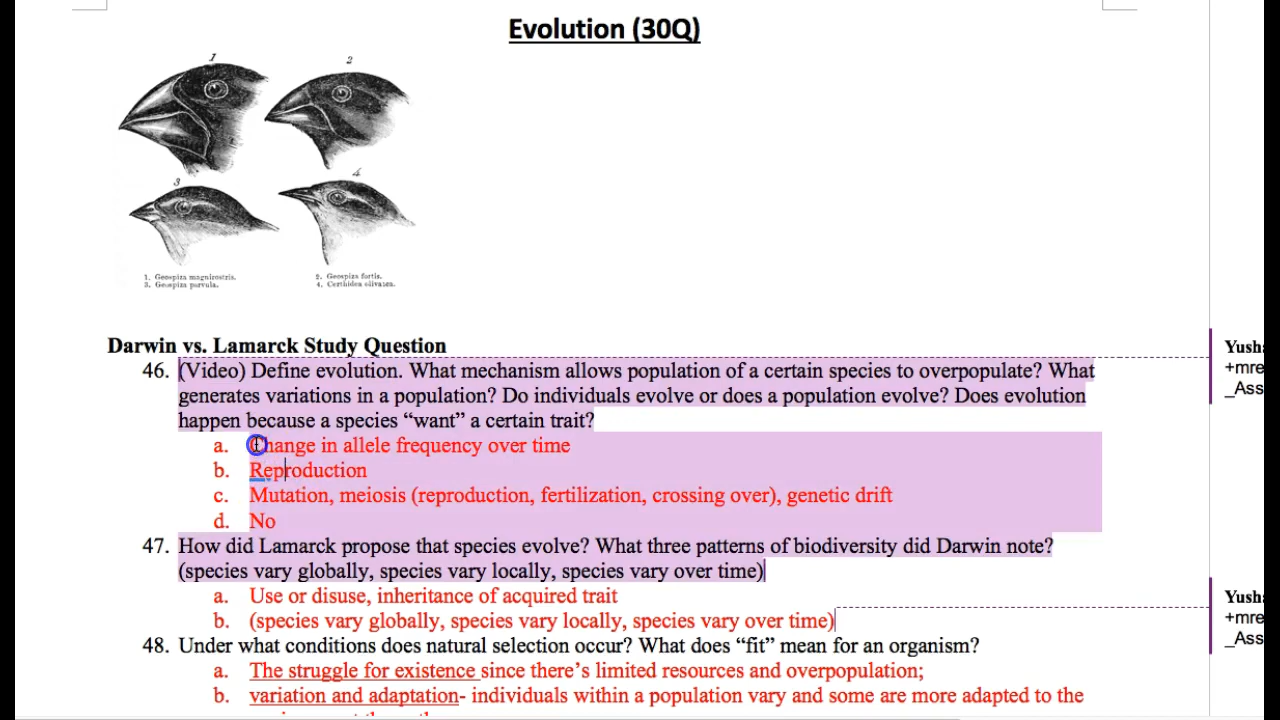 Evolution (30Q)
1
2
3
4
1. Geospiza magnirostris.
2. Geospiza fortis.
3. Geospiza parvula.
4. Certhidea olivasea.
Darwin vs. Lamarck Study Question
46. (Video) Define evolution. What mechanism allows population of a certain species to overpopulate? What
generates variations in a population? Do individuals evolve or does a population evolve? Does evolution
happen because a species “want” a certain trait?
a. Change in allele frequency over time
b. Reproduction
c. Mutation, meiosis (reproduction, fertilization, crossing over), genetic drift
d. No
47. How did Lamarck propose that species evolve? What three patterns of biodiversity did Darwin note?
(species vary globally, species vary locally, species vary over time)
a. Use or disuse, inheritance of acquired trait
b. (species vary globally, species vary locally, species vary over time)
48. Under what conditions does natural selection occur? What does “fit” mean for an organism?
a. The struggle for existence since there’s limited resources and overpopulation;
b. variation and adaptation- individuals within a population vary and some are more adapted to the
Yush
+mre
_Ass
Yush
+mre
_Ass